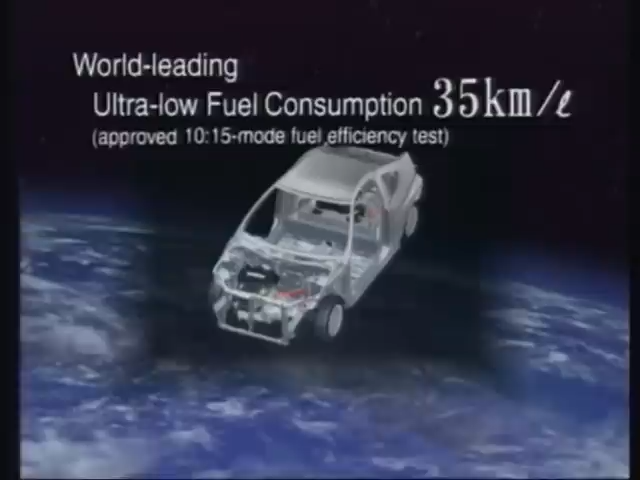 World-leading
Ultra-low Fuel Consumption 35km/ℓ
(approved 10:15-mode fuel efficiency test)